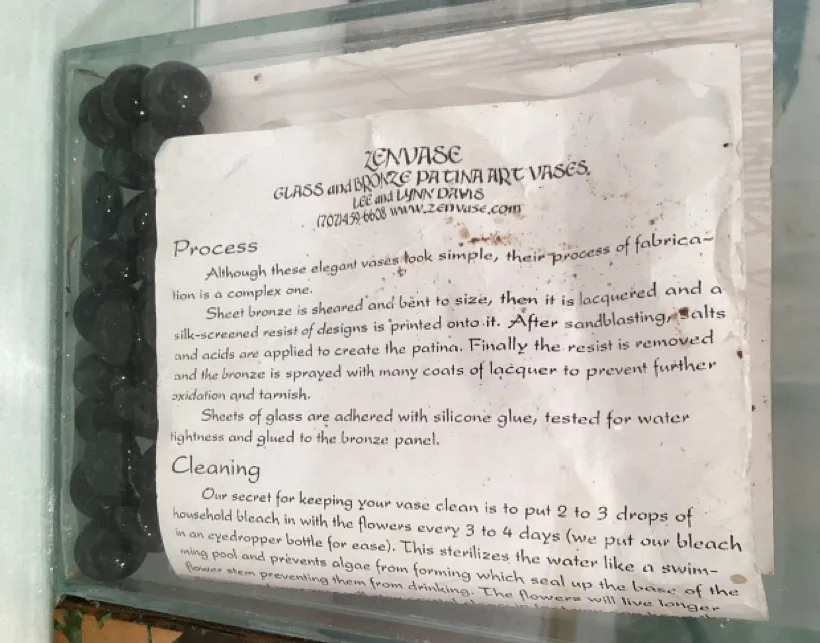 ZENVASE
GLASS and BRONZE PATINA ART VASES.
LEE and LYNN DAVIS
(707)459-6608 www.zenvase.com
Process
Although these elegant vases look simple, their process of fabrica-
tion is a complex one.
Sheet bronze is sheared and bent to size, then it is lacquered and a
silk-screened resist of designs is printed onto it. After sandblasting, salts
and acids are applied to create the patina. Finally the resist is removed
and the bronze is sprayed with many coats of lacquer to prevent further
oxidation and tarnish.
Sheets of glass are adhered with silicone glue, tested for water
tightness and glued to the bronze panel.
Cleaning
Our secret for keeping your vase clean is to put 2 to 3 drops of
household bleach in with the flowers every 3 to 4 days (we put our bleach
in an eyedropper bottle for ease). This sterilizes the water like a swim-
ming pool and prevents algae from forming which seal up the base of the
flower stem preventing them from drinking. The flowers will live longer